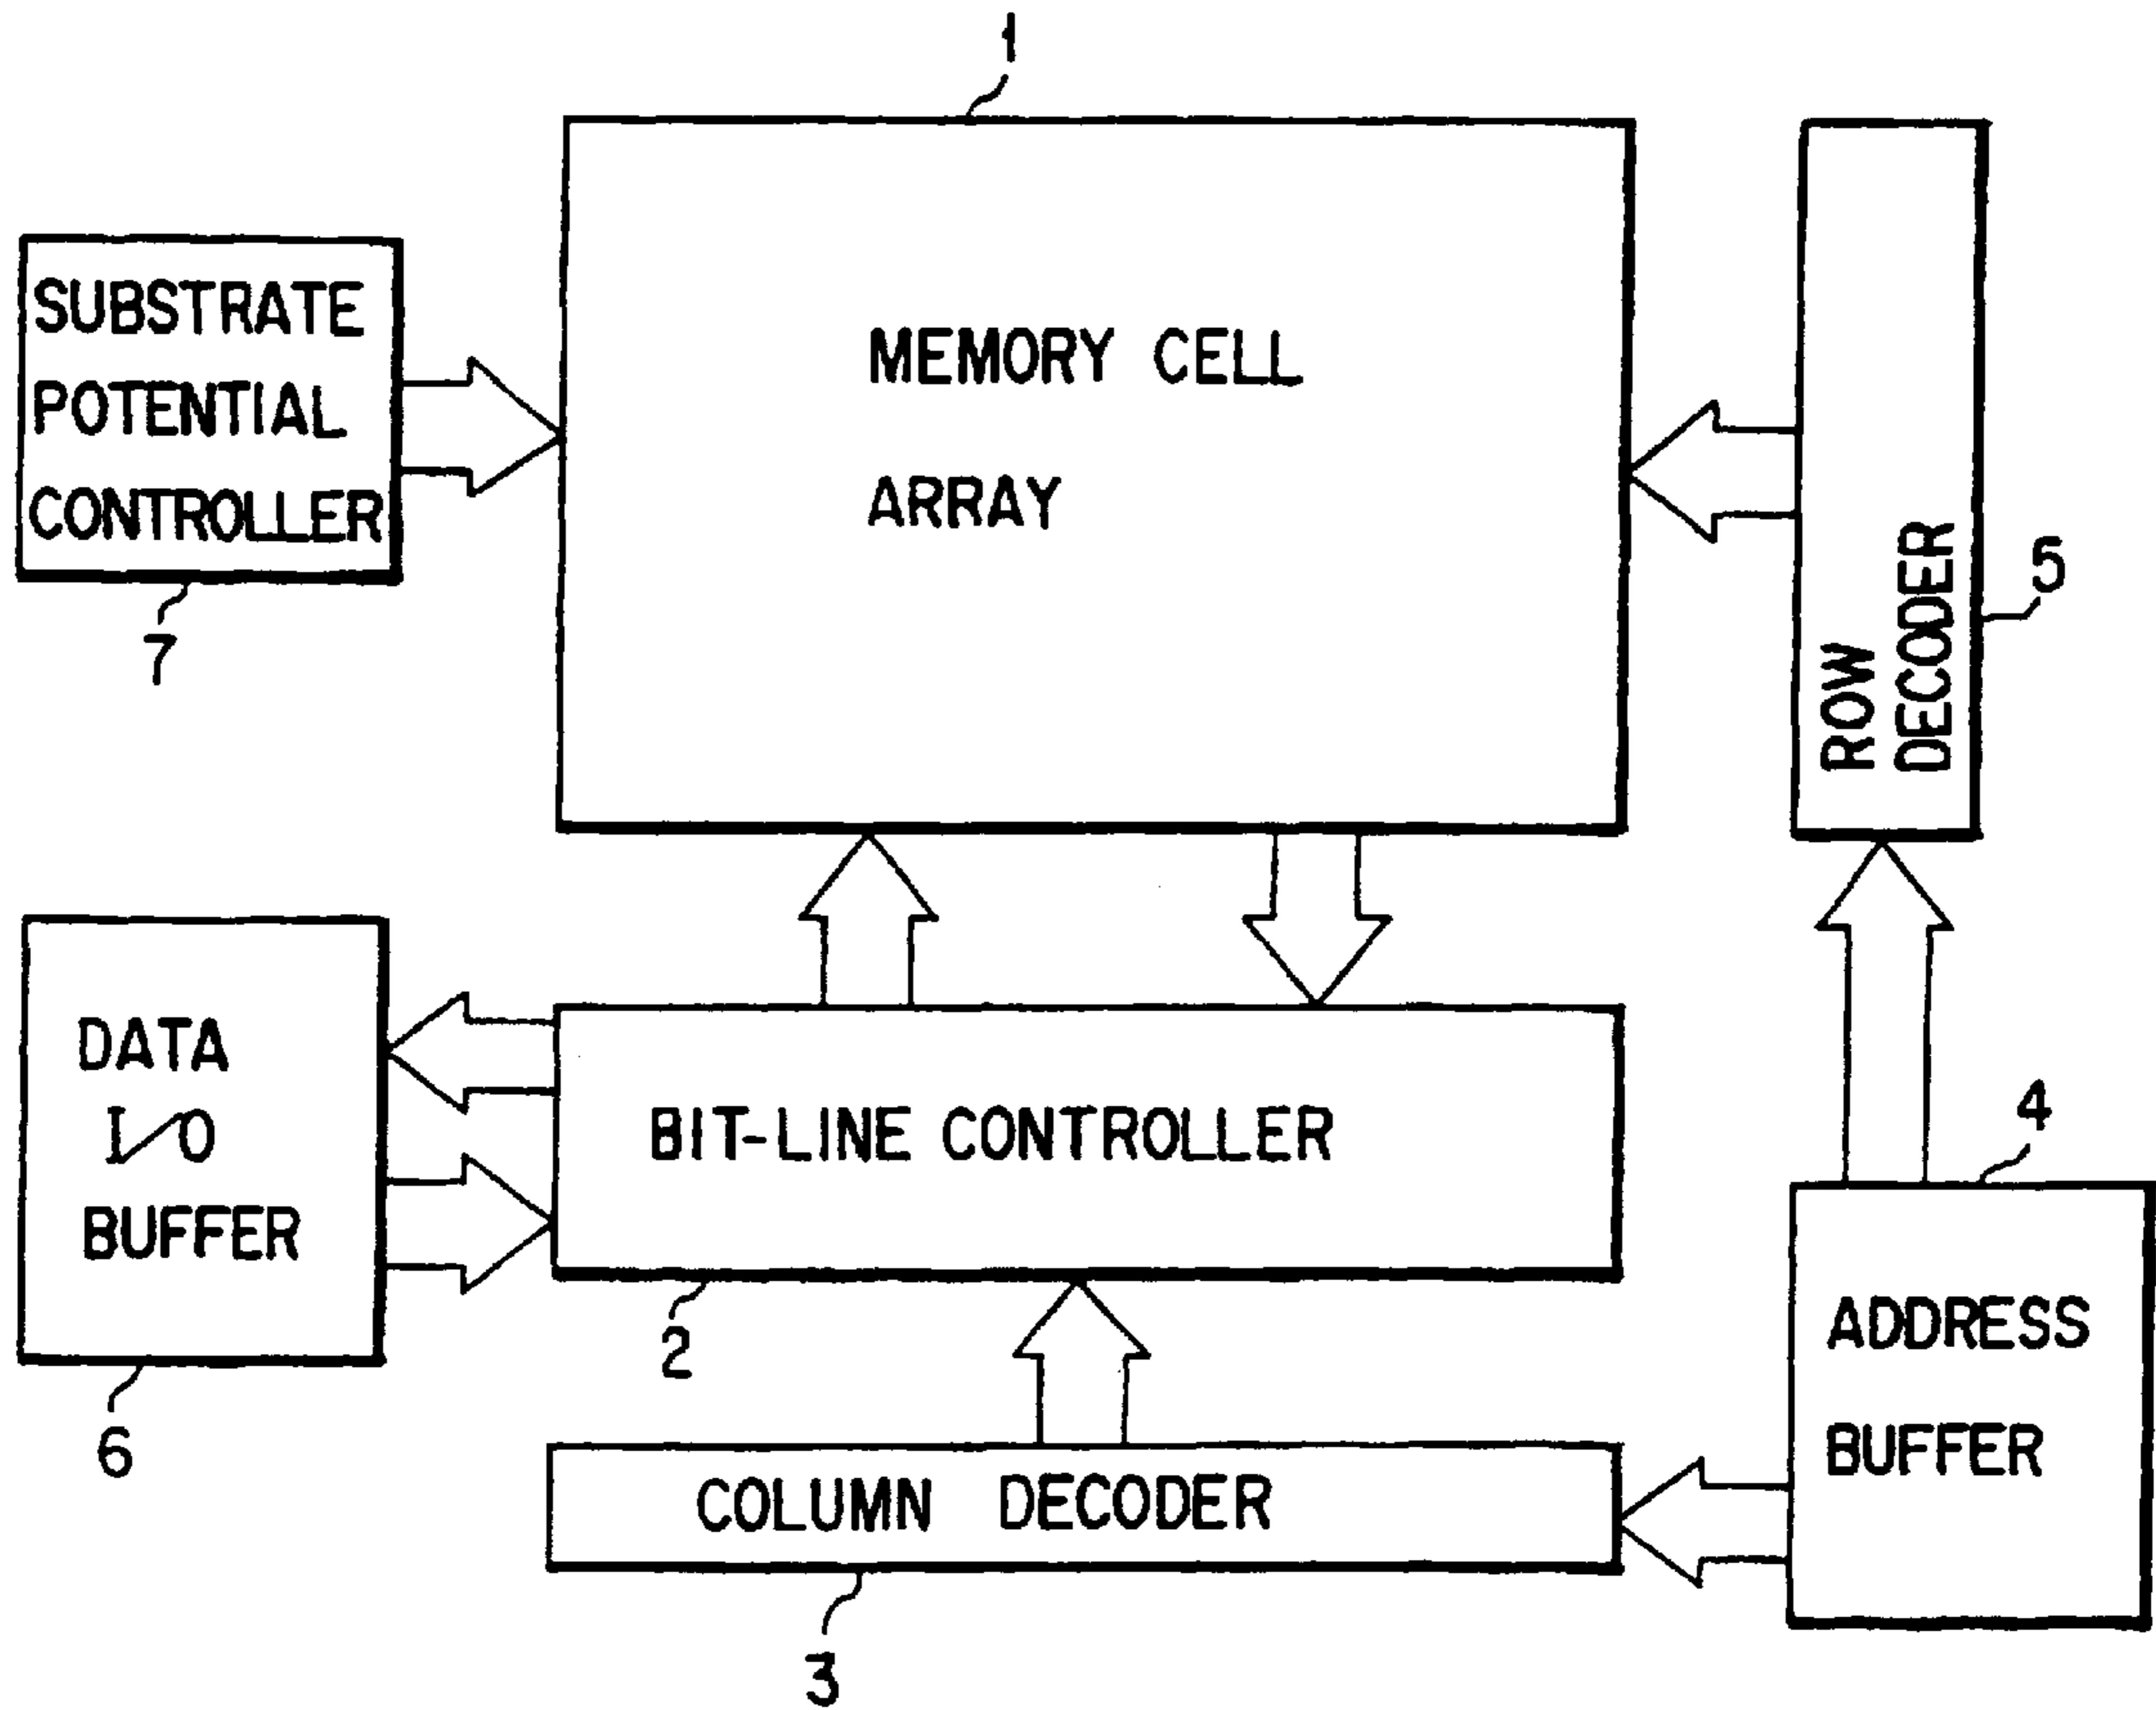 1
SUBSTRATE
POTENTIAL
CONTROLLER
7
MEMORY CELL
ARRAY
ROW
DECODER
5
DATA
I/O
BUFFER
6
BIT-LINE CONTROLLER
2
4
ADDRESS
BUFFER
COLUMN DECODER
3